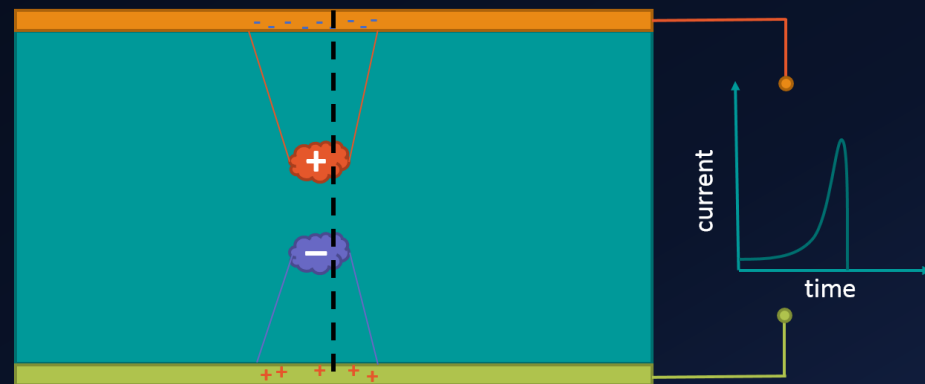 - - - - - - - -
+
−
+ + + + +
current
time